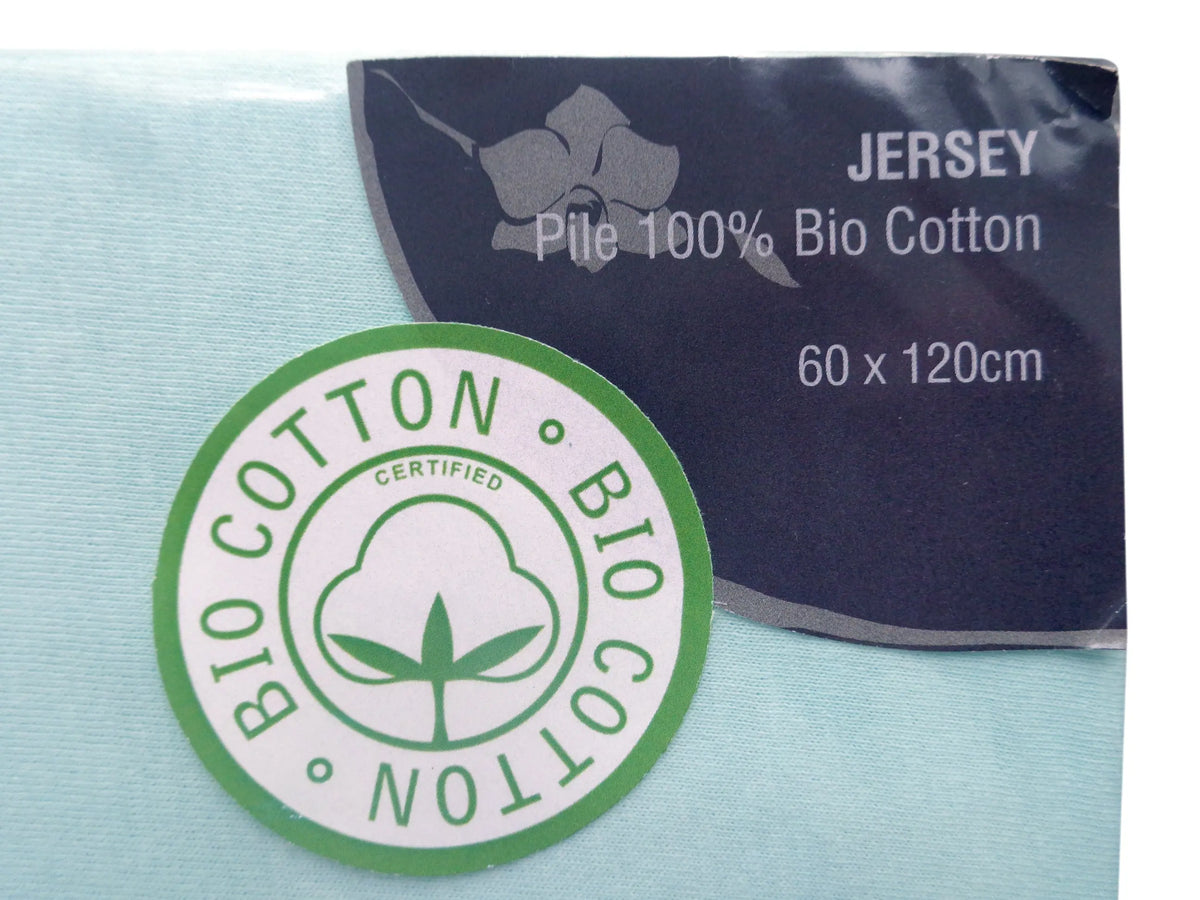 JERSEY
Pile 100% Bio Cotton
60 x 120cm
BIO COTTON
BIO COTTON
CERTIFIED